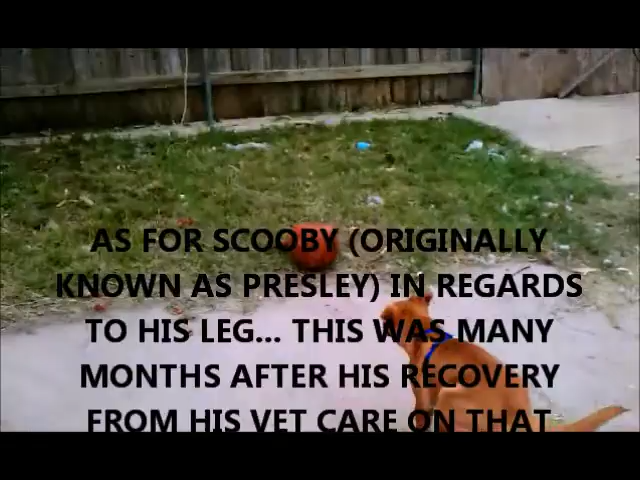 AS FOR SCOOBY (ORIGINALLY
KNOWN AS PRESLEY) IN REGARDS
TO HIS LEG... THIS WAS MANY
MONTHS AFTER HIS RECOVERY
FROM HIS VET CARE ON THAT